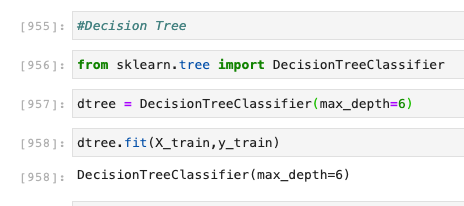 [955]: #Decision Tree
[956]: from sklearn.tree import DecisionTreeClassifier
[957]: dtree = DecisionTreeClassifier(max_depth=6)
[958]: dtree.fit(X_train,y_train)
[958]: DecisionTreeClassifier(max_depth=6)